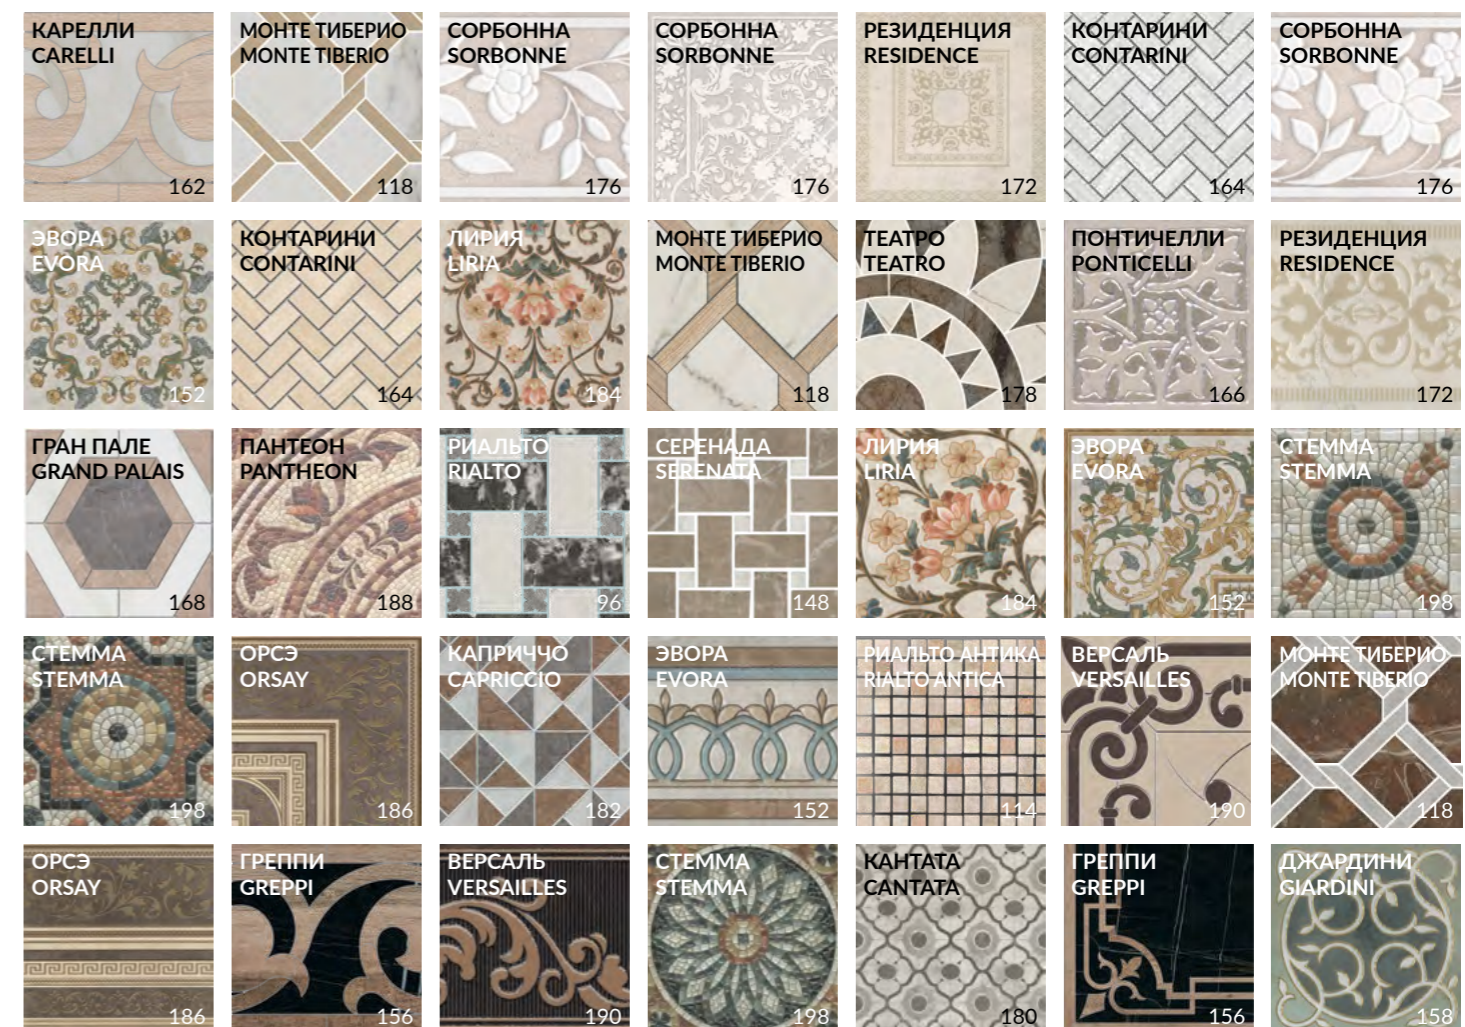 КАРЕЛЛИ
CARELLI
162
МОНТЕ ТИБЕРИО
MONTE TIBERIO
118
СОРБОННА
SORBONNE
176
СОРБОННА
SORBONNE
176
РЕЗИДЕНЦИЯ
RESIDENCE
172
КОНТАРИНИ
CONTARINI
164
СОРБОННА
SORBONNE
176
ЭВОРА
EVORA
152
КОНТАРИНИ
CONTARINI
164
ЛИРИЯ
LIRIA
184
МОНТЕ ТИБЕРИО
MONTE TIBERIO
118
ТЕАТРО
TEATRO
178
ПОНТИЧЕЛЛИ
PONTICELLI
166
РЕЗИДЕНЦИЯ
RESIDENCE
172
ГРАН ПАЛЕ
GRAND PALAIS
168
ПАНТЕОН
PANTHEON
188
РИАЛЬТО
RIALTO
96
СЕРЕНАДА
SERENATA
148
ЛИРИЯ
LIRIA
184
ЭВОРА
EVORA
152
СТЕММА
STEMMA
198
СТЕММА
STEMMA
198
ОРСЭ
ORSAY
186
КАПРИЧЧО
CAPRICCIO
182
ЭВОРА
EVORA
152
РИАЛЬТО АНТИКА
RIALTO ANTICA
114
ВЕРСАЛЬ
VERSAILLES
190
МОНТЕ ТИБЕРИО
MONTE TIBERIO
118
ОРСЭ
ORSAY
186
ГРЕППИ
GREPPI
156
ВЕРСАЛЬ
VERSAILLES
190
СТЕММА
STEMMA
198
КАНТАТА
CANTATA
180
ГРЕППИ
GREPPI
156
ДЖАРДИНИ
GIARDINI
158